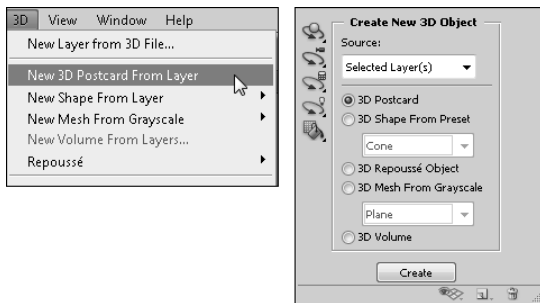 3D View Window Help
New Layer from 3D File...
New 3D Postcard From Layer
New Shape From Layer
New Mesh From Grayscale
New Volume From Layers...
Repoussé
Create New 3D Object
Source:
Selected Layer(s)
3D Postcard
3D Shape From Preset
Cone
3D Repoussé Object
3D Mesh From Grayscale
Plane
3D Volume
Create